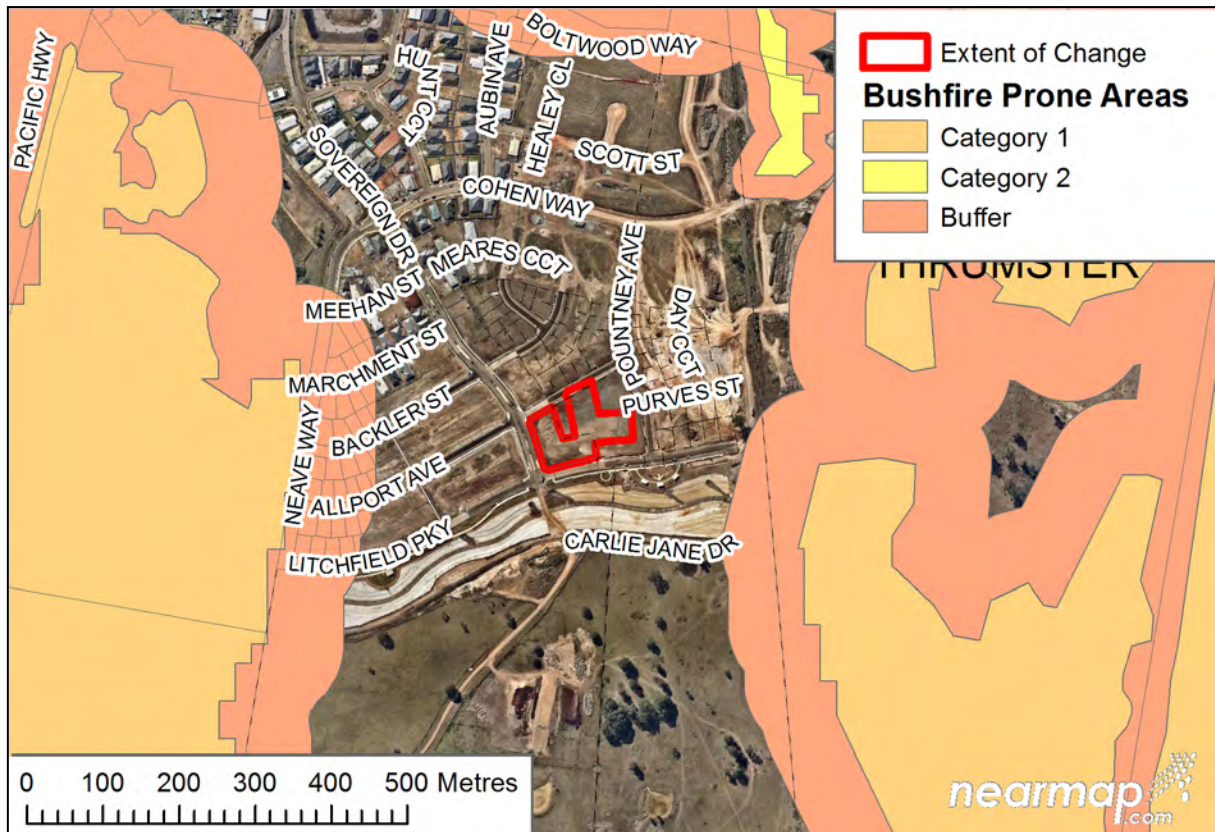 BOLTWOOD WAY
HUNT CCT
AUBIN AVE
HEALEY CL
PACIFIC HWY
SOVEREIGN DR
SCOTT ST
COHEN WAY
MEARES CCT
MEEHAN ST
POUNTNEY AVE
DAY CCT
MARCHMENT ST
PURVES ST
BACKLER ST
NEAVE WAY
ALLPORT AVE
LITCHFIELD PKY
CARLIE JANE DR
THRUMSTER
Extent of Change
Bushfire Prone Areas
Category 1
Category 2
Buffer
0 100 200 300 400 500 Metres
nearmap
.com